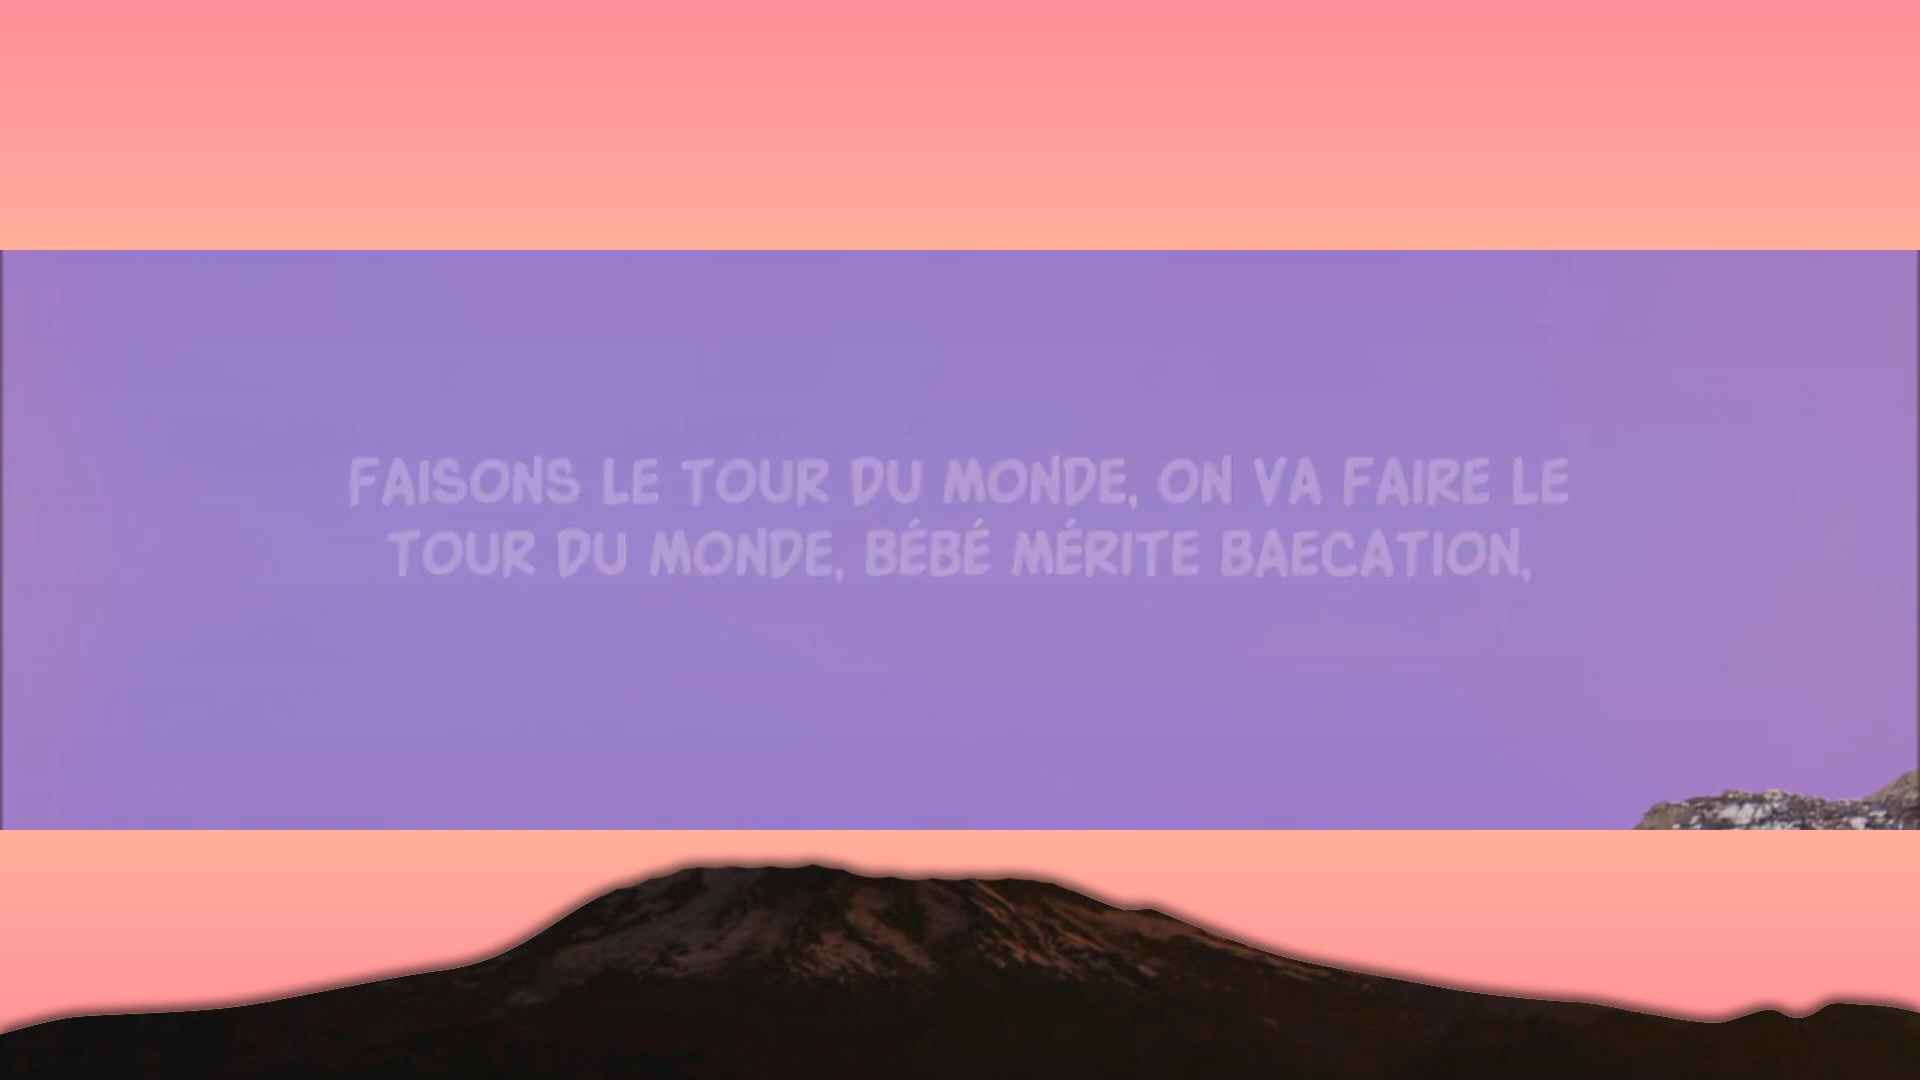 FAISONS LE TOUR DU MONDE, ON VA FAIRE LE
TOUR DU MONDE, BÉBÉ MÉRITE BAECATION,